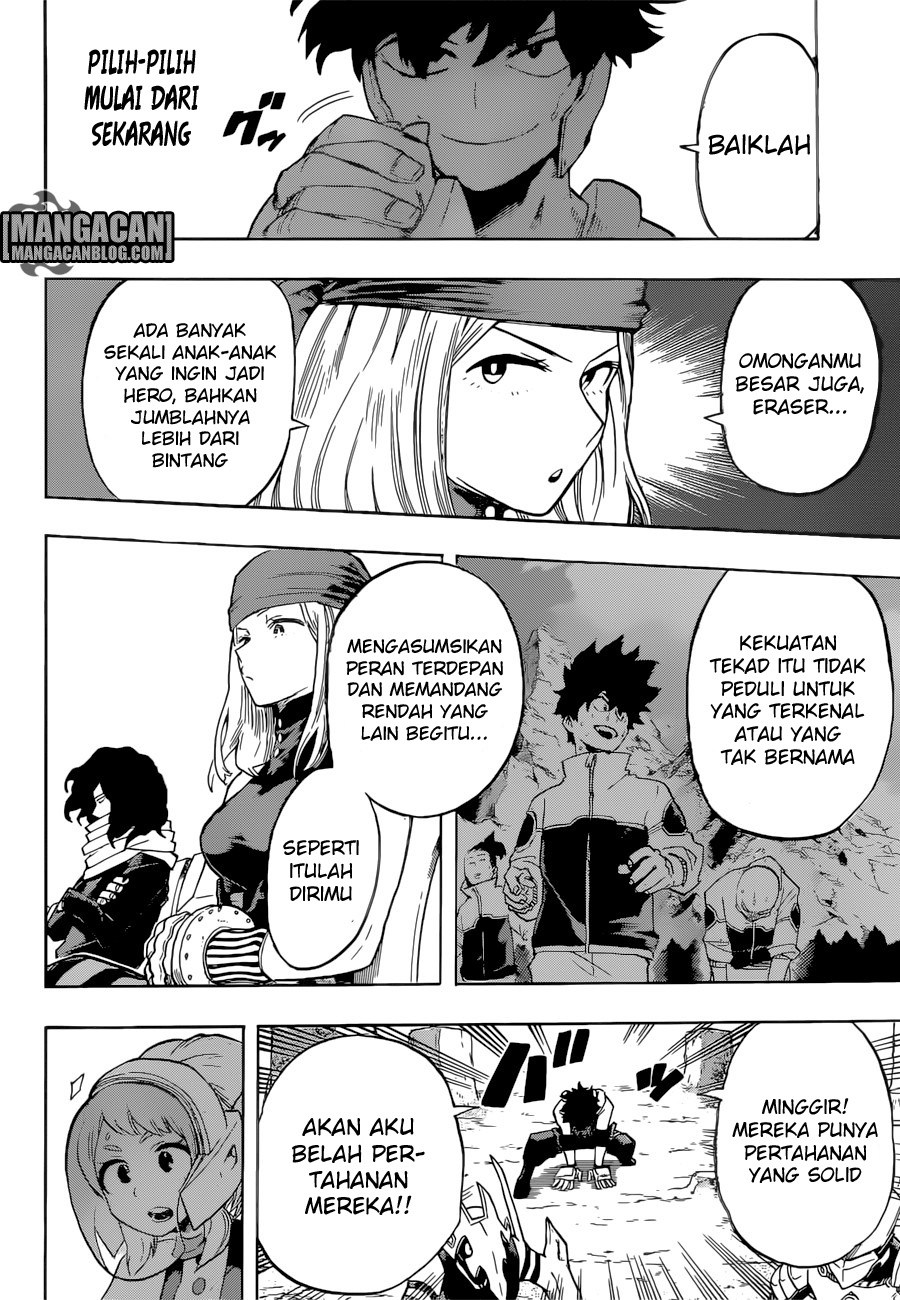 BAIKLAH
グッ
PILIH-PILIH
MULAI DARI
SEKARANG
MANGACAN
MANGACANBLOG.COM
OMONGANMU
BESAR JUGA,
ERASER...
ADA BANYAK
SEKALI ANAK-ANAK
YANG INGIN JADI
HERO, BAHKAN
JUMBLAHNYA
LEBIH DARI
BINTANG
KEKUATAN
TEKAD ITU TIDAK
PEDULI UNTUK
YANG TERKENAL
ATAU YANG
TAK BERNAMA
MENGASUMSIKAN
PERAN TERDEPAN
DAN MEMANDANG
RENDAH YANG
LAIN BEGITU...
SEPERTI
ITULAH
DIRIMU
MINGGIR!
MEREKA PUNYA
PERTAHANAN
YANG SOLID
AKAN AKU
BELAH PER-
TAHANAN
MEREKA!!